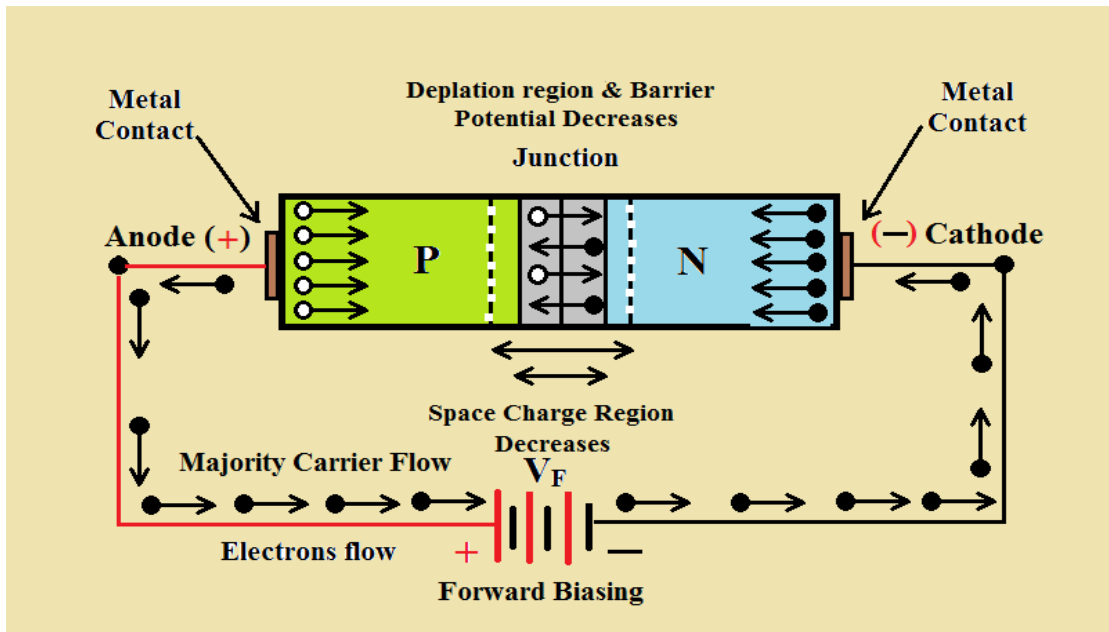 Deplation region & Barrier
Potential Decreases
Junction
Metal
Contact
Metal
Contact
Anode (+)
(−) Cathode
P
N
Space Charge Region
Decreases
Majority Carrier Flow
VF
Electrons flow
+
−
Forward Biasing